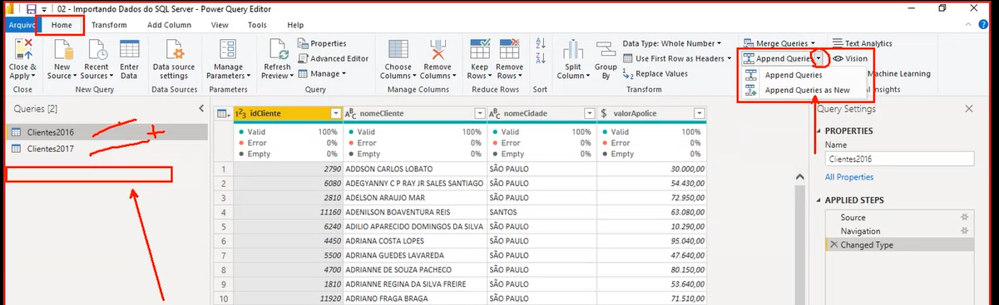 02 - Importando Dados do SQL Server - Power Query Editor
Arquivo Home Transform Add Column View Tools Help
Close & Apply
New Source
Recent Sources
Enter Data
Data source settings
Manage Parameters
Refresh Preview
Properties
Advanced Editor
Manage
Choose Columns
Remove Columns
Keep Rows
Remove Rows
Split Column
Group By
Data Type: Whole Number
Use First Row as Headers
Replace Values
Merge Queries
Append Queries
Append Queries
Append Queries as New
Text Analytics
Vision
Machine Learning
Close New Query Data Sources Parameters Query Manage Columns Reduce Rows Sort Transform Insights
Queries [2]
Clientes2016
Clientes2017
idCliente nomeCliente nomeCidade valorApolice
Valid 100% Valid 100% Valid 100% Valid 100%
Error 0% Error 0% Error 0% Error 0%
Empty 0% Empty 0% Empty 0% Empty 0%
1 2790 ADDSON CARLOS LOBATO SÃO PAULO 30.000,00
2 6080 ADEGYANNY C P RAY JR SALES SANTIAGO SÃO PAULO 54.430,00
3 2810 ADELSON ARAUJO MAR SÃO PAULO 72.950,00
4 11160 ADENILSON BOAVENTURA REIS SANTOS 63.080,00
5 6240 ADILIO APARECIDO DOMINGOS DA SILVA SÃO PAULO 10.290,00
6 4450 ADRIANA COSTA LOPES SÃO PAULO 95.040,00
7 5500 ADRIANA GUEDES LAVAREDA SÃO PAULO 47.640,00
8 4700 ADRIANNE DE SOUZA PACHECO SÃO PAULO 80.150,00
9 1810 ADRIANNE REGINA DA SILVA FREIRE SÃO PAULO 53.640,00
10 11920 ADRIANO FRAGA BRAGA SÃO PAULO 71.510,00
Query Settings
PROPERTIES
Name
Clientes2016
All Properties
APPLIED STEPS
Source
Navigation
Changed Type